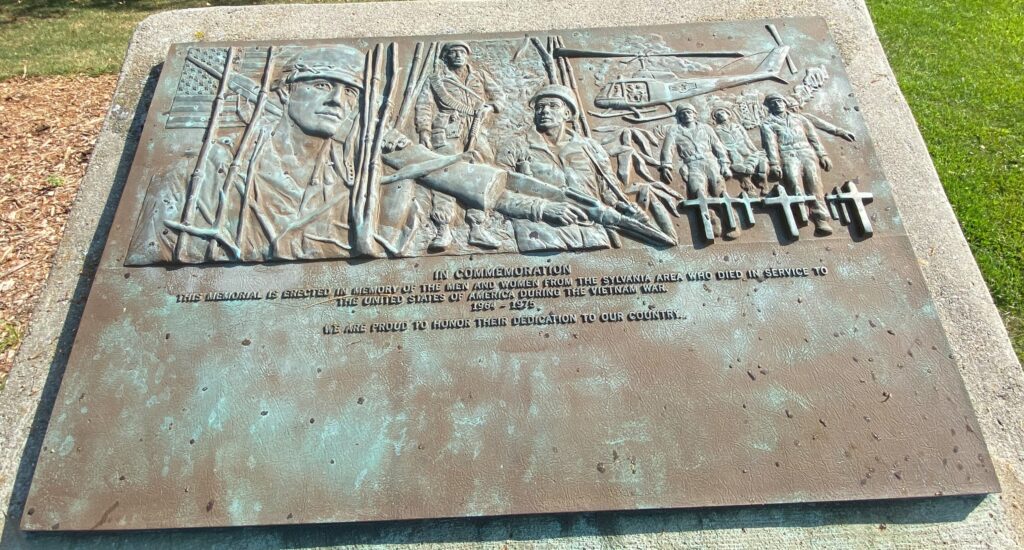 IN COMMEMORATION
THIS MEMORIAL IS ERECTED IN MEMORY OF THE MEN AND WOMEN FROM THE SYLVANIA AREA WHO DIED IN SERVICE TO
THE UNITED STATES OF AMERICA DURING THE VIETNAM WAR.
1961 - 1975
WE ARE PROUD TO HONOR THEIR DEDICATION TO OUR COUNTRY...